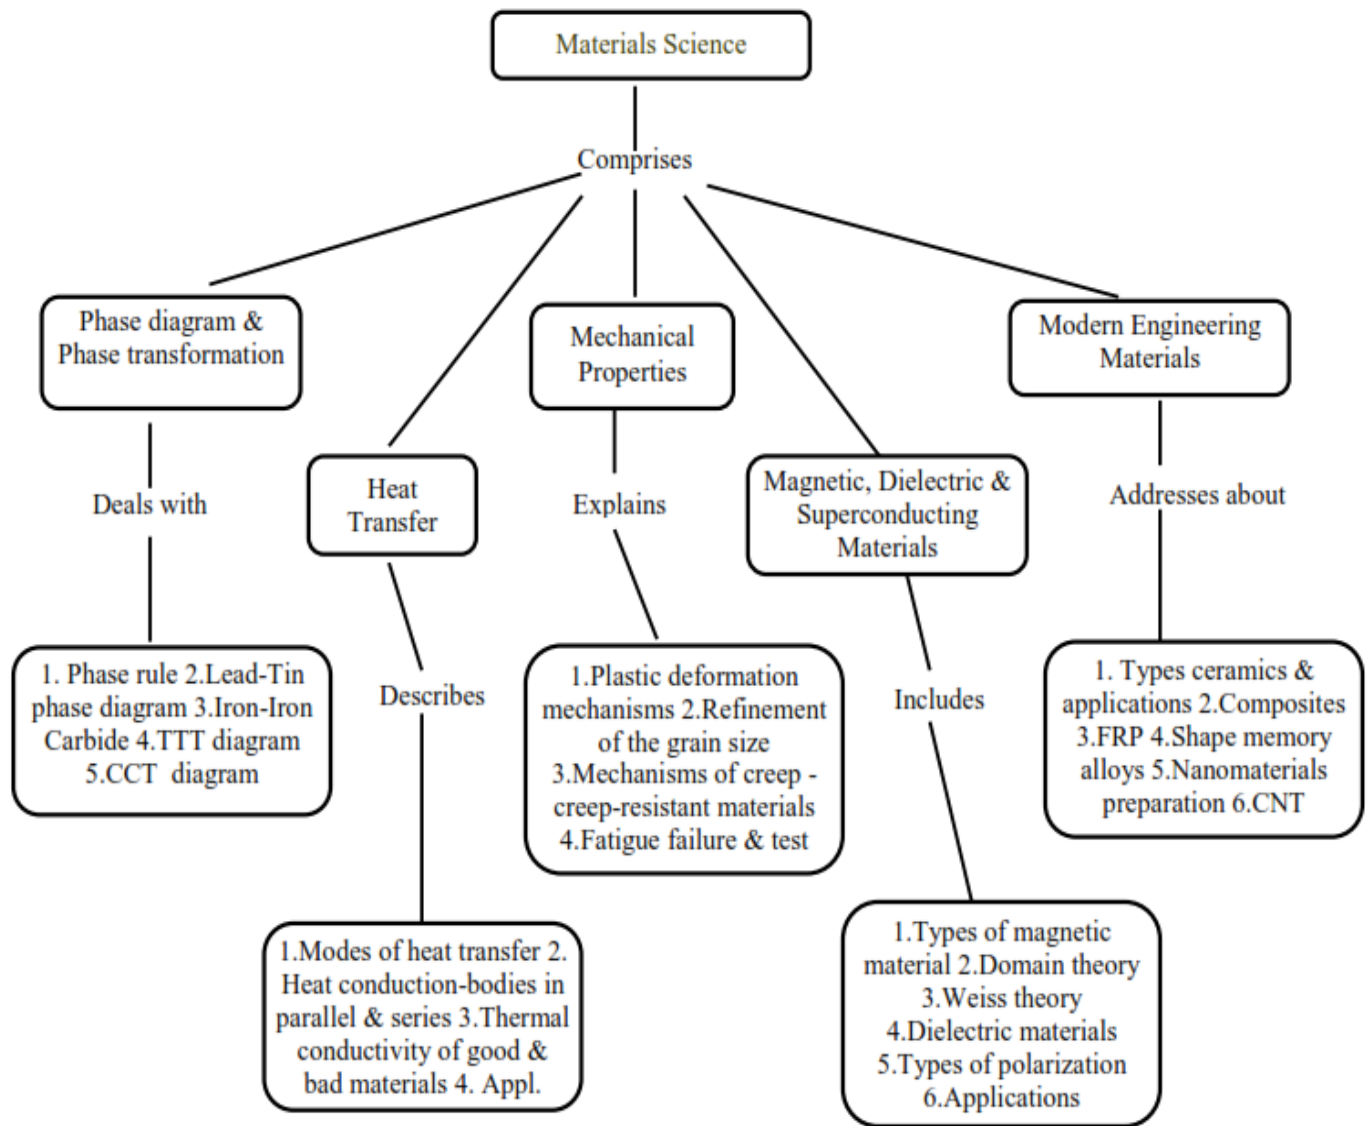 Materials Science
Comprises
Phase diagram &
Phase transformation
Deals with
1. Phase rule 2.Lead-Tin
phase diagram 3.Iron-Iron
Carbide 4.TTT diagram
5.CCT diagram
Heat
Transfer
Describes
1.Modes of heat transfer 2.
Heat conduction-bodies in
parallel & series 3.Thermal
conductivity of good &
bad materials 4. Appl.
Mechanical
Properties
Explains
1.Plastic deformation
mechanisms 2.Refinement
of the grain size
3.Mechanisms of creep -
creep-resistant materials
4.Fatigue failure & test
Magnetic, Dielectric &
Superconducting
Materials
Includes
1.Types of magnetic
material 2.Domain theory
3.Weiss theory
4.Dielectric materials
5.Types of polarization
6.Applications
Modern Engineering
Materials
Addresses about
1. Types ceramics &
applications 2.Composites
3.FRP 4.Shape memory
alloys 5.Nanomaterials
preparation 6.CNT